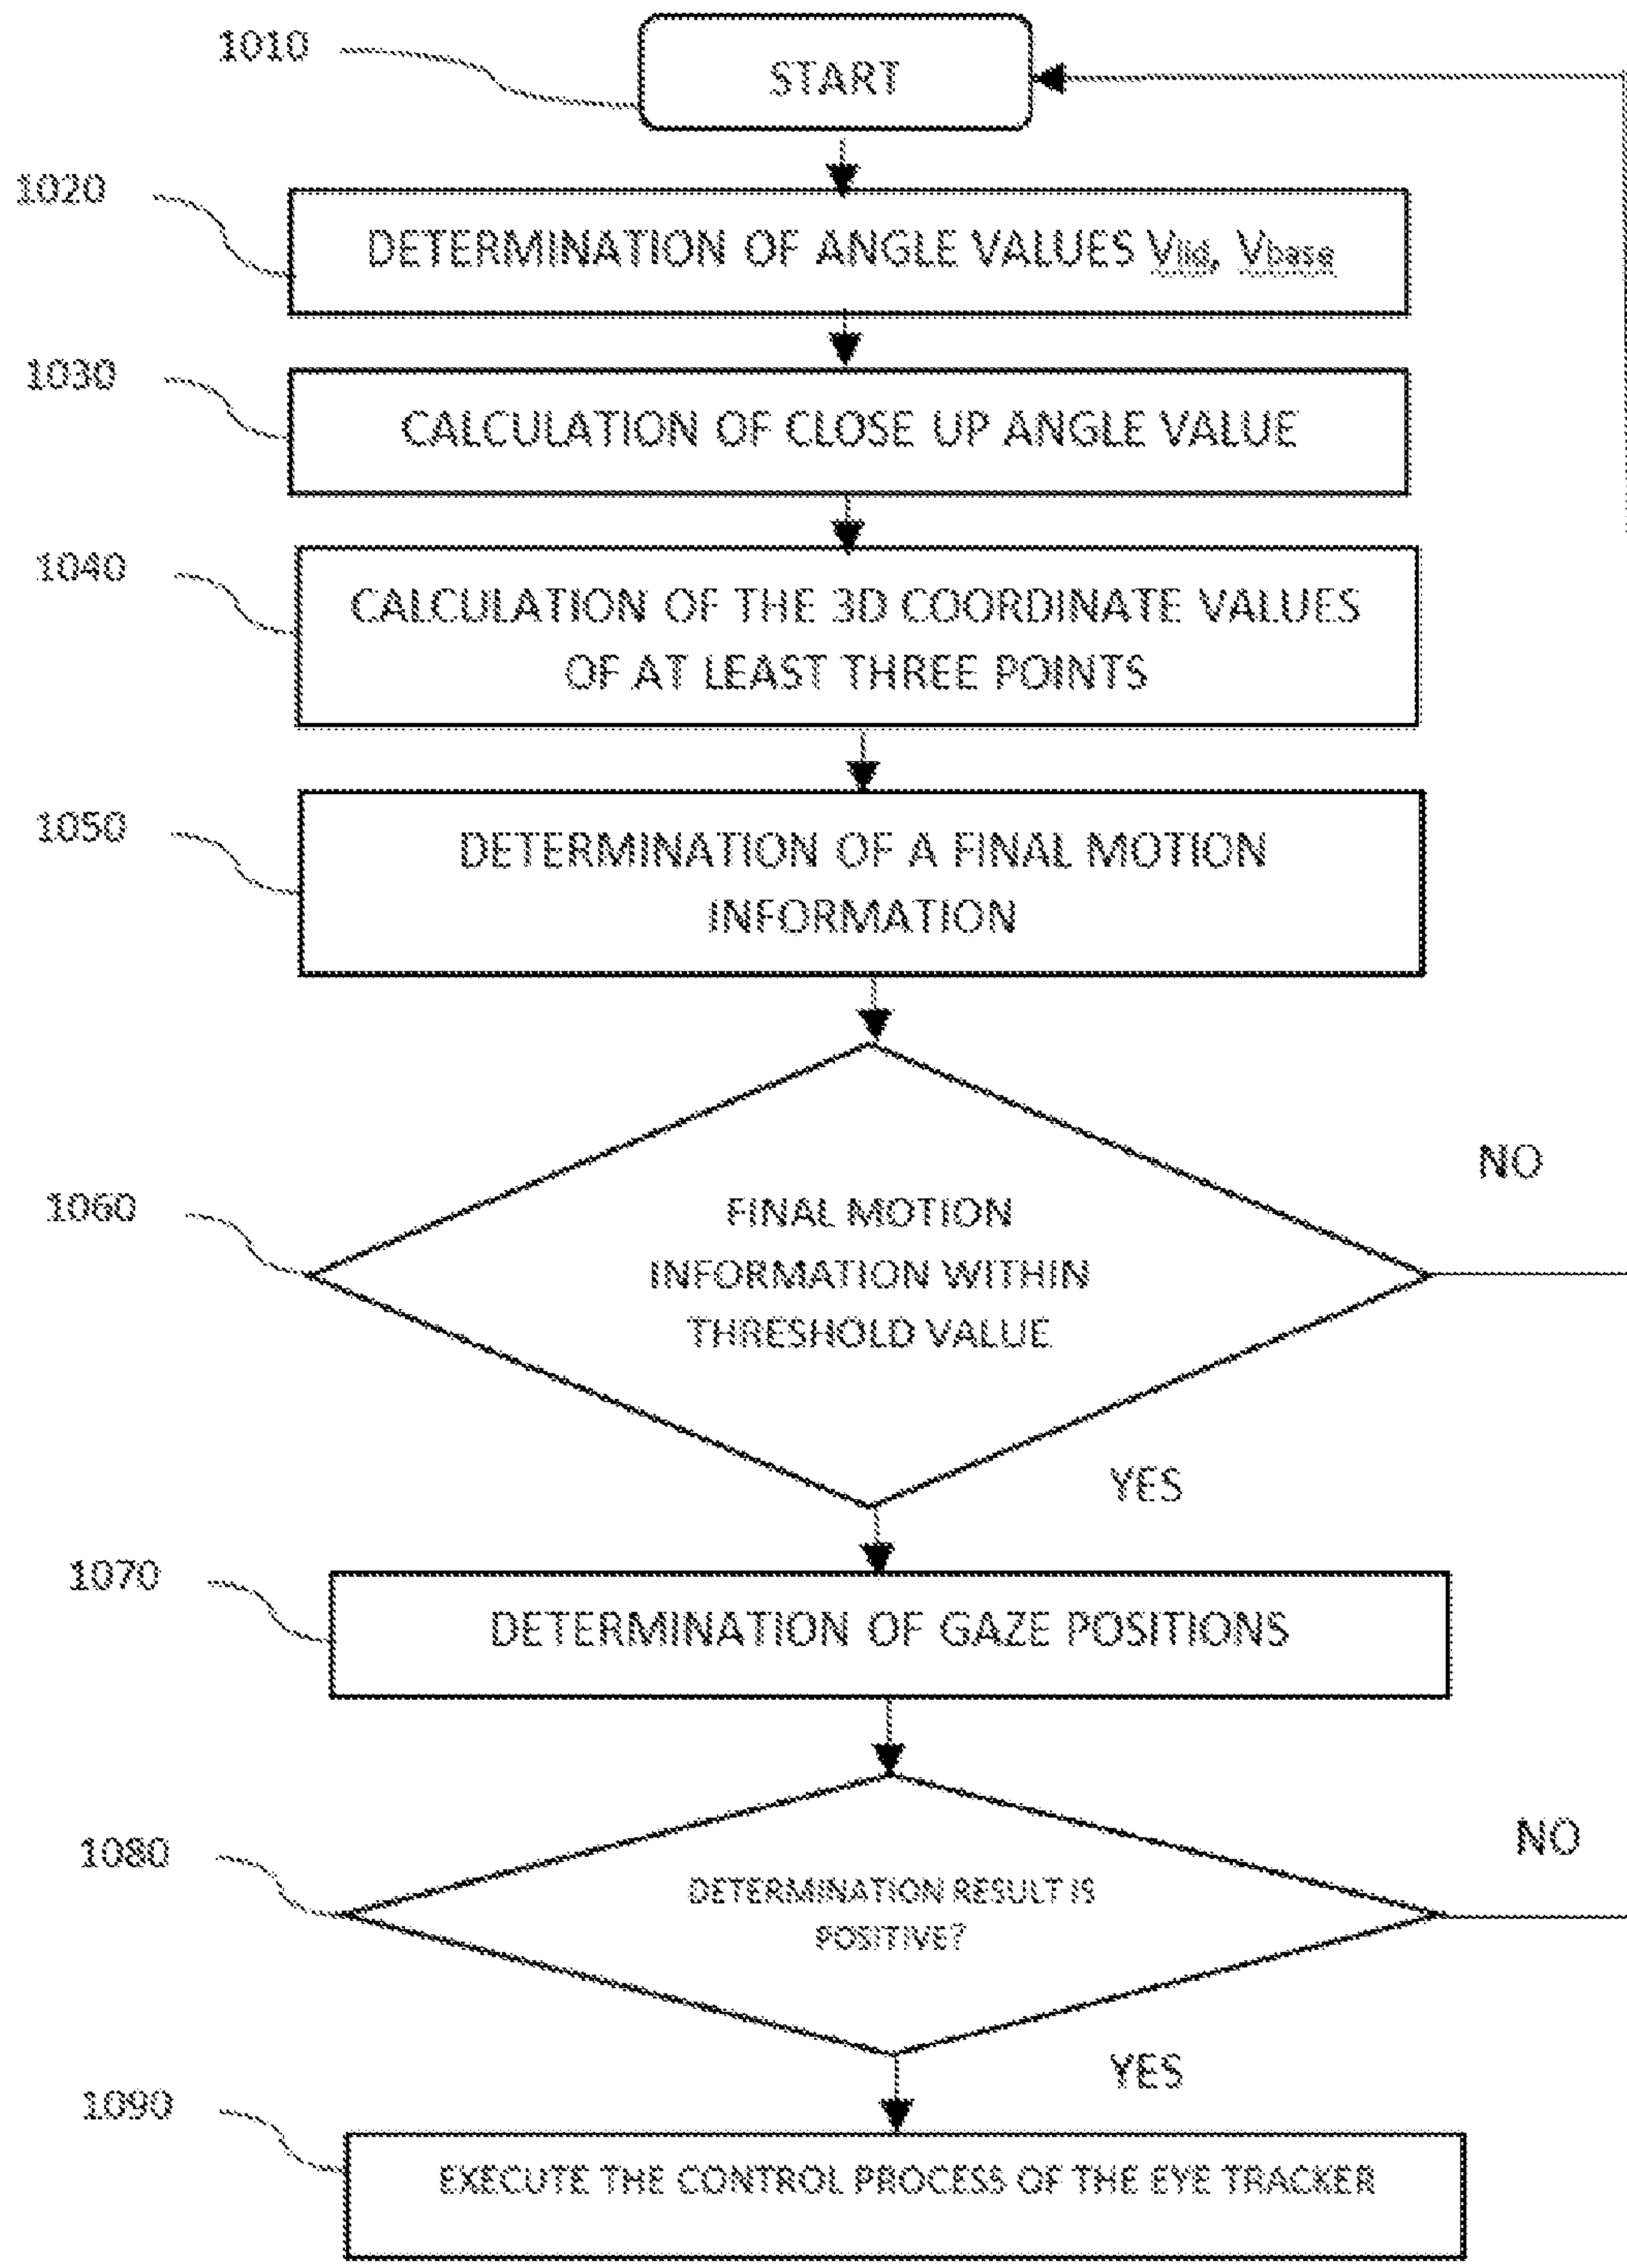 1010
START
1020
DETERMINATION OF ANGLE VALUES Vlid, Vbase
1030
CALCULATION OF CLOSE UP ANGLE VALUE
1040
CALCULATION OF THE 3D COORDINATE VALUES
OF AT LEAST THREE POINTS
1050
DETERMINATION OF A FINAL MOTION
INFORMATION
NO
1060
FINAL MOTION
INFORMATION WITHIN
THRESHOLD VALUE
YES
1070
DETERMINATION OF GAZE POSITIONS
NO
1080
DETERMINATION RESULT IS
POSITIVE?
YES
1090
EXECUTE THE CONTROL PROCESS OF THE EYE TRACKER